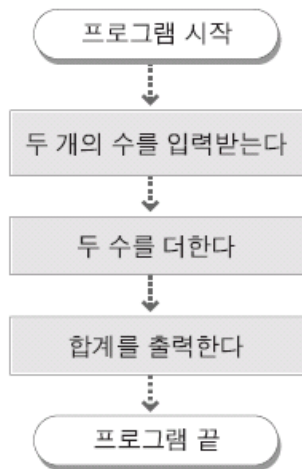 프로그램 시작
두 개의 수를 입력받는다
두 수를 더한다
합계를 출력한다
프로그램 끝